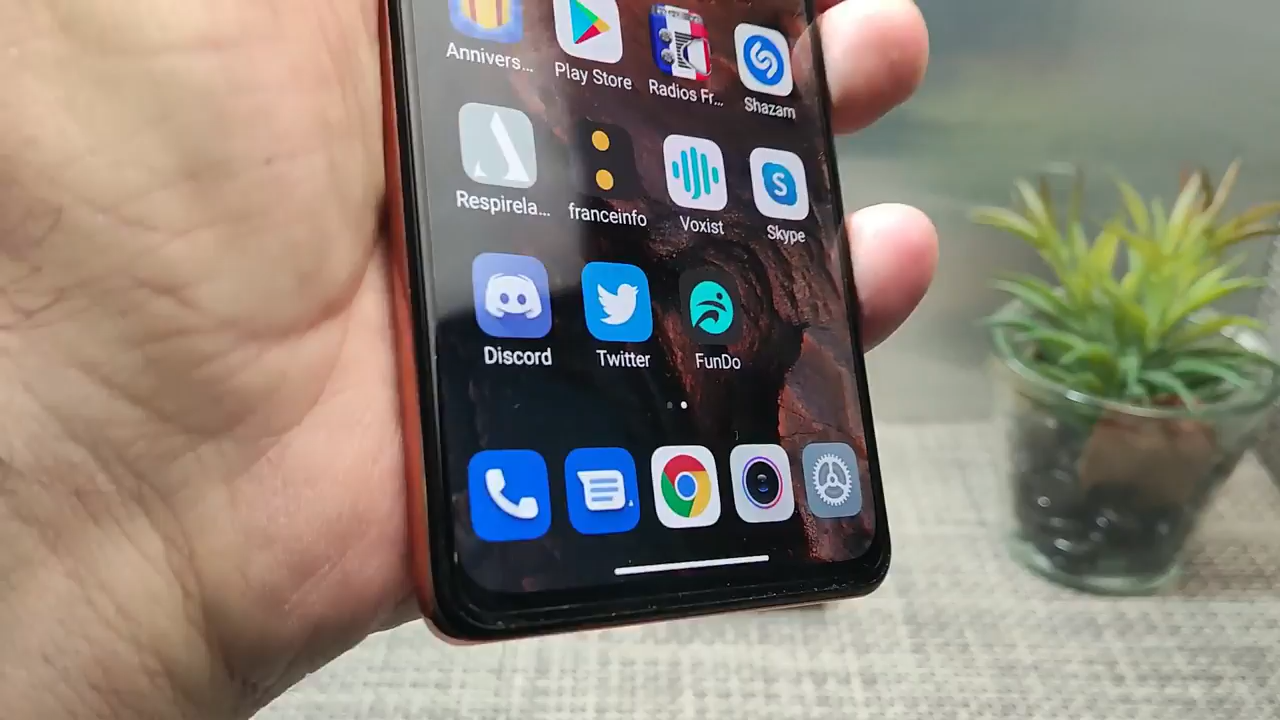 Annivers...
Play Store
Radios Fr...
Shazam
Respirela...
franceinfo
Voxist
Skype
Discord
Twitter
FunDo